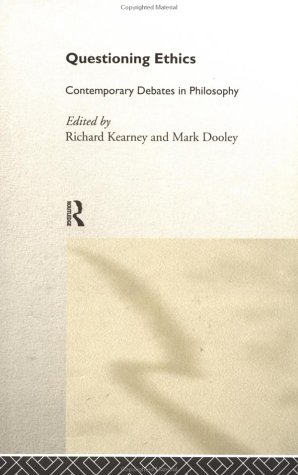 Questioning Ethics
Contemporary Debates in Philosophy
Edited by
Richard Kearney and Mark Dooley
R
ROUTLEDGE